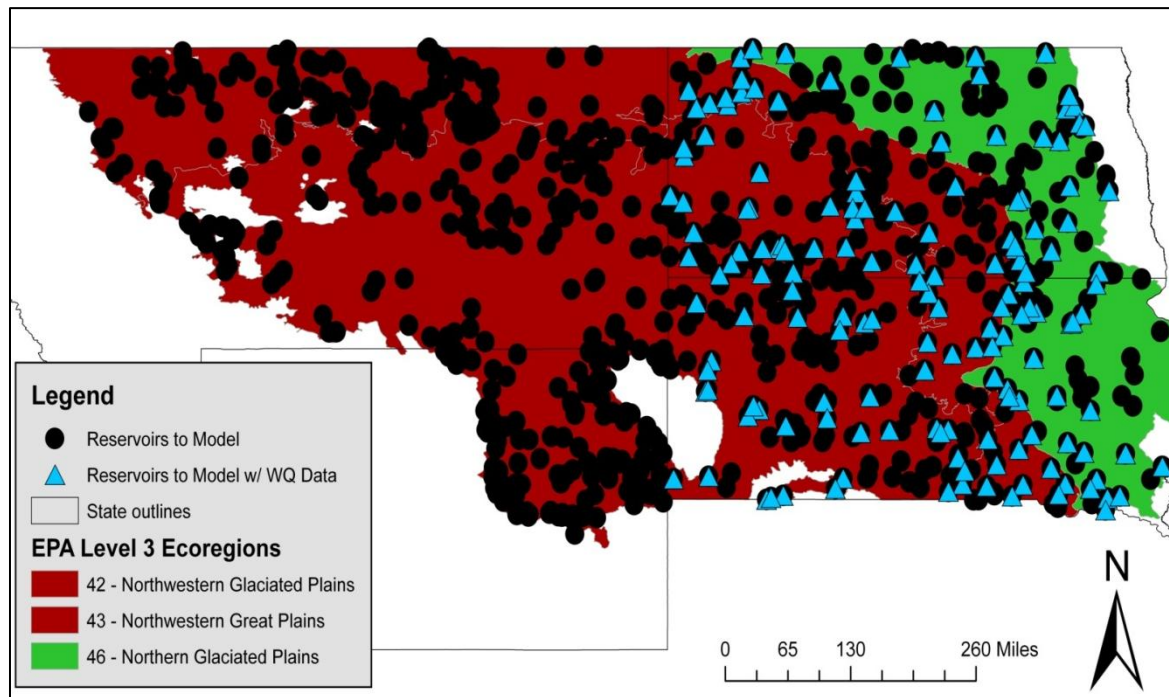 Legend
Reservoirs to Model
Reservoirs to Model w/ WQ Data
State outlines
EPA Level 3 Ecoregions
42 - Northwestern Glaciated Plains
43 - Northwestern Great Plains
46 - Northern Glaciated Plains
N
0 65 130 260 Miles